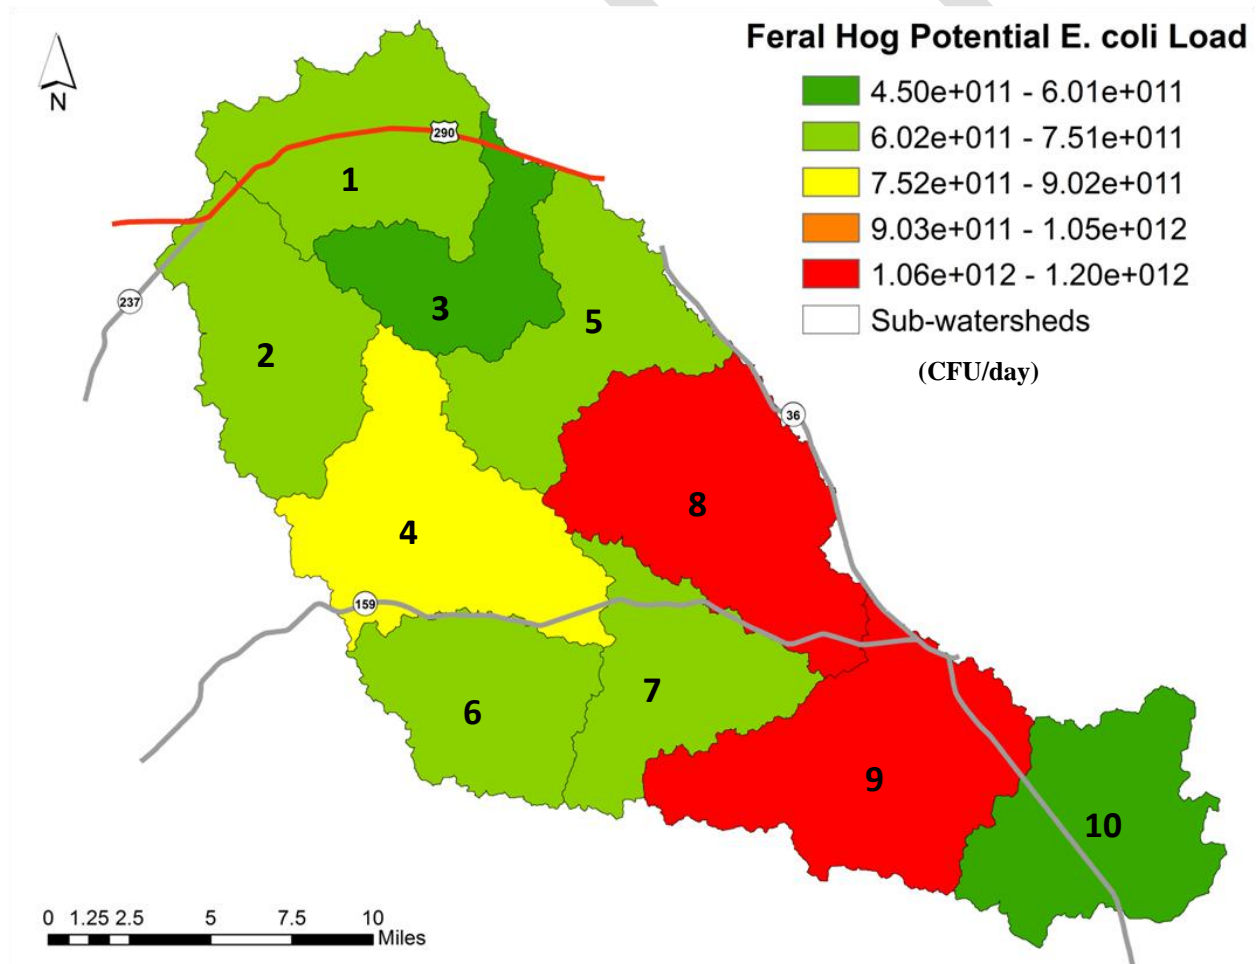 Feral Hog Potential E. coli Load
4.50e+011 - 6.01e+011
6.02e+011 - 7.51e+011
7.52e+011 - 9.02e+011
9.03e+011 - 1.05e+012
1.06e+012 - 1.20e+012
Sub-watersheds
(CFU/day)
N
290
1
237
3
5
2
36
8
4
159
7
6
9
10
0 1.25 2.5 5 7.5 10
Miles